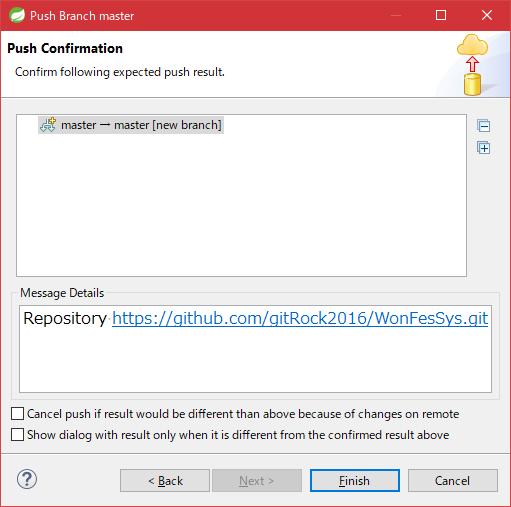 Push Branch master
Push Confirmation
Confirm following expected push result.
master → master [new branch]
Message Details
Repository https://github.com/gitRock2016/WonFesSys.git
Cancel push if result would be different than above because of changes on remote
Show dialog with result only when it is different from the confirmed result above
?
< Back
Next >
Finish
Cancel